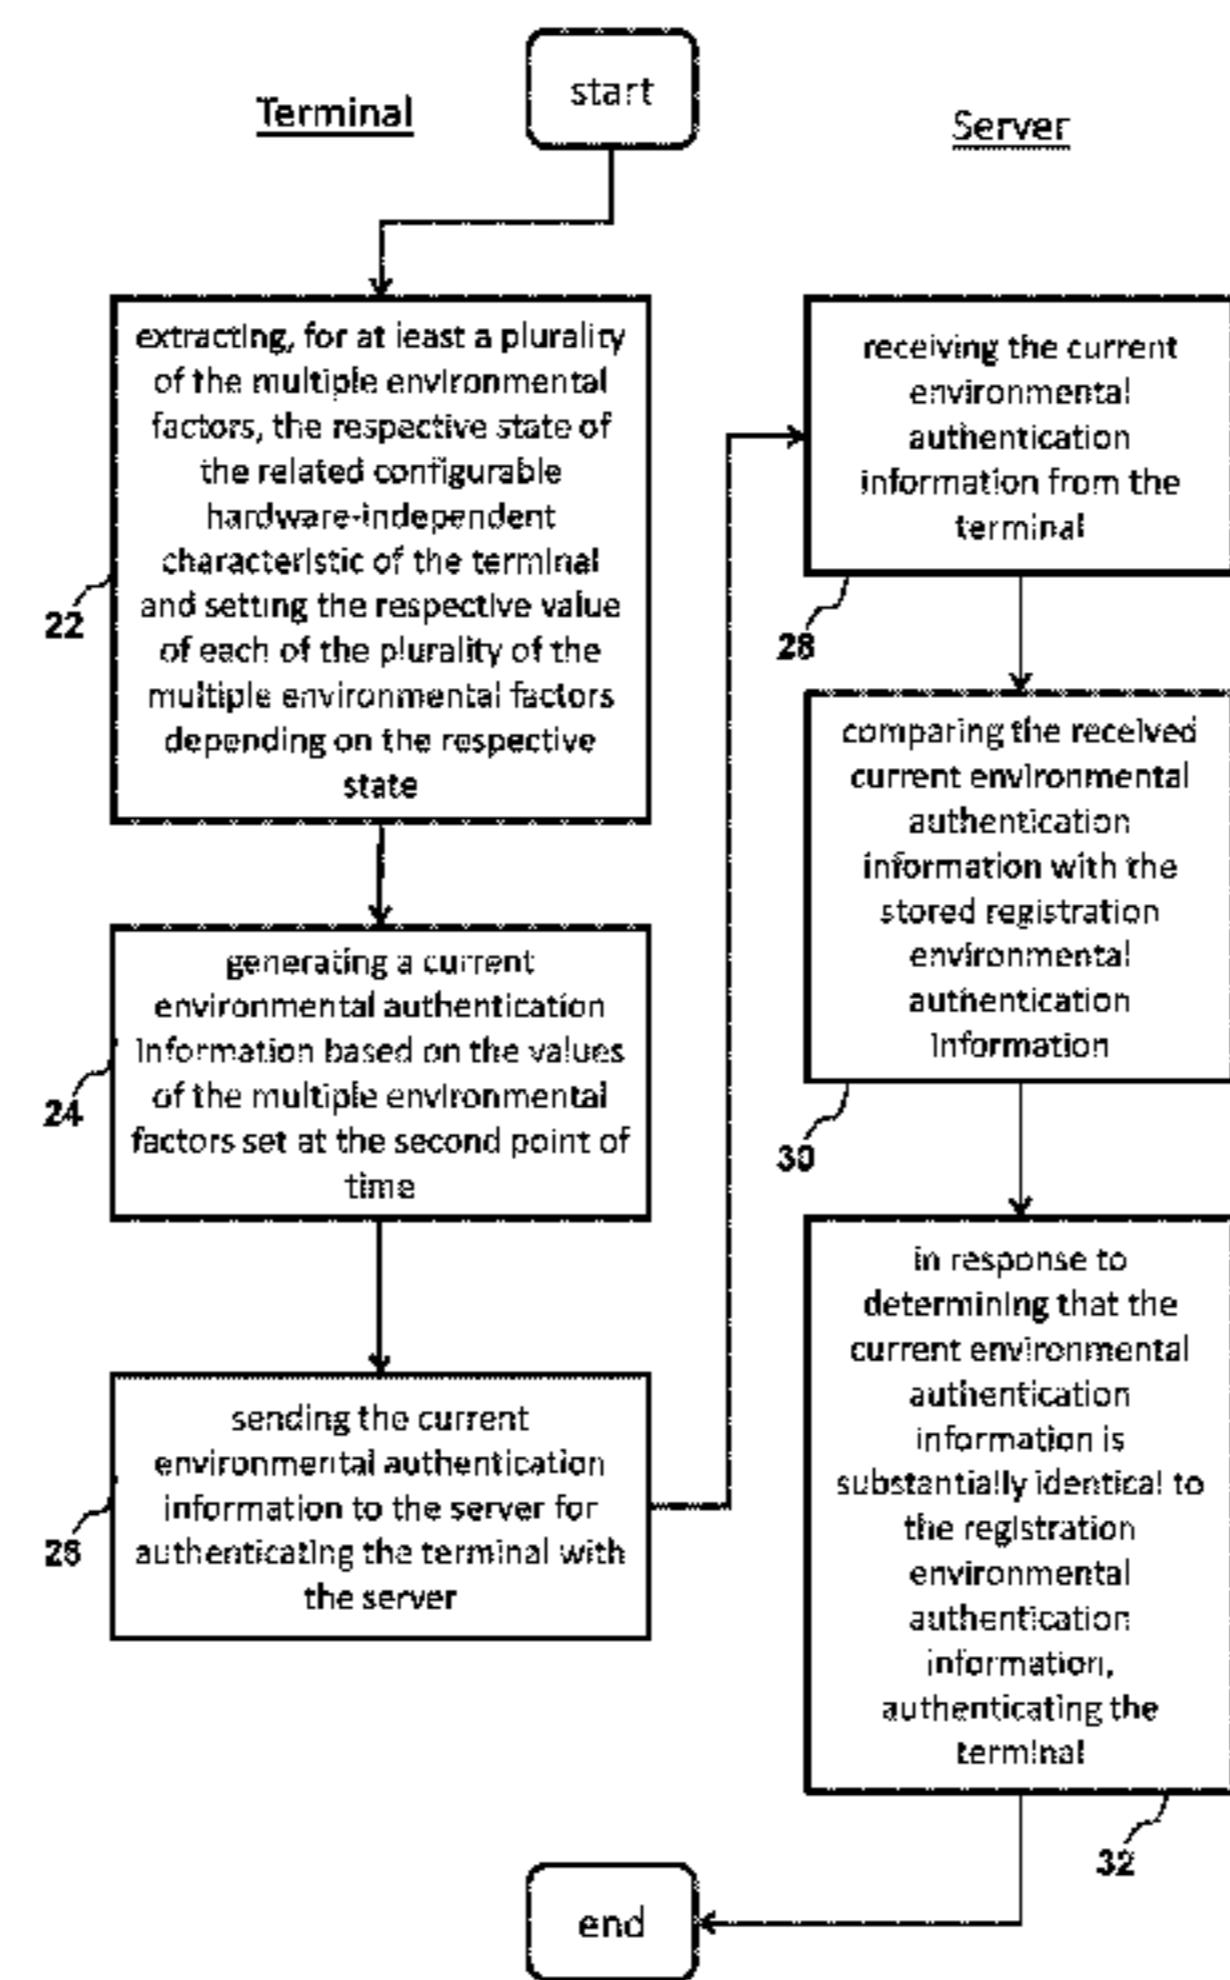 start
Terminal
Server
extracting, for at least a plurality
of the multiple environmental
factors, the respective state of
the related configurable
hardware-independent
characteristic of the terminal
and setting the respective value
of each of the plurality of the
multiple environmental factors
depending on the respective
state
22
generating a current
environmental authentication
information based on the values
of the multiple environmental
factors set at the second point of
time
24
sending the current
environmental authentication
information to the server for
authenticating the terminal with
the server
receiving the current
environmental
authentication
information from the
terminal
28
comparing the received
current environmental
authentication
information with the
stored registration
environmental
authentication
information
30
in response to
determining that the
current environmental
authentication
information is
substantially identical to
the registration
environmental
authentication
information,
authenticating the
terminal
32
end